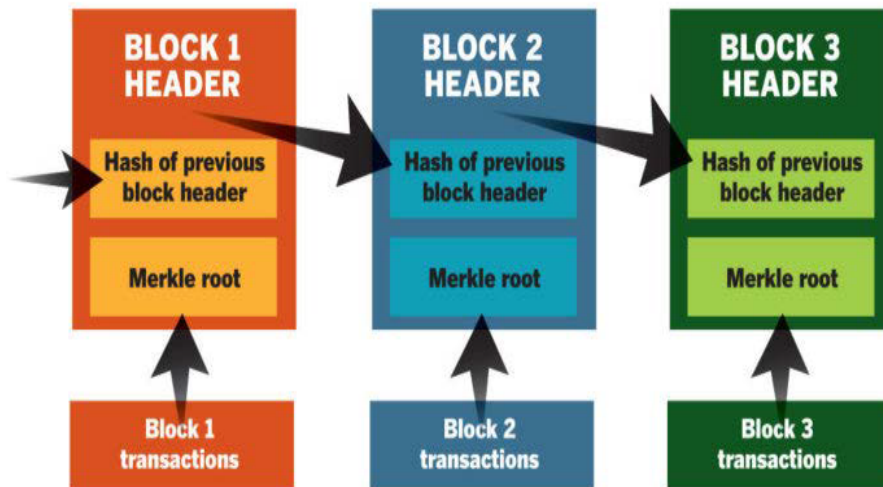 BLOCK 1
HEADER
Hash of previous
block header
Merkle root
Block 1
transactions
BLOCK 2
HEADER
Hash of previous
block header
Merkle root
Block 2
transactions
BLOCK 3
HEADER
Hash of previous
block header
Merkle root
Block 3
transactions